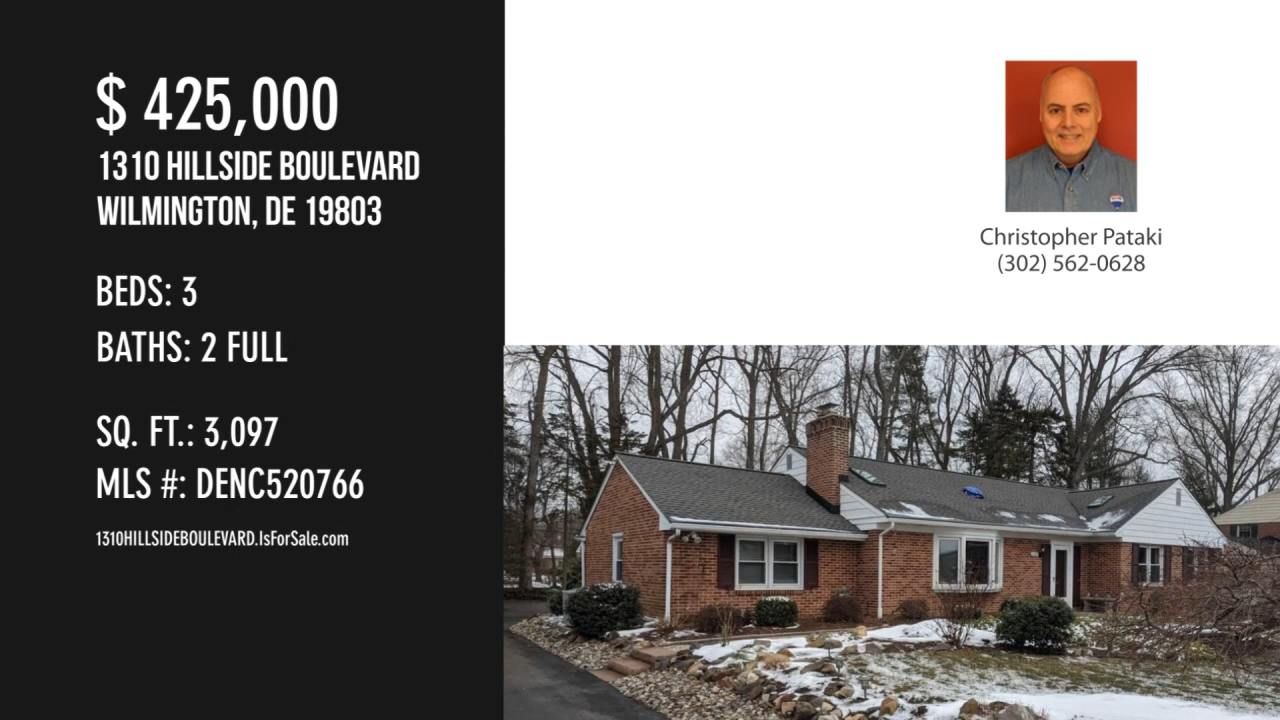 $ 425,000
1310 HILLSIDE BOULEVARD
WILMINGTON, DE 19803
BEDS: 3
BATHS: 2 FULL
SQ. FT.: 3,097
MLS #: DENC520766
1310HILLSIDEBOULEVARD.IsForSale.com
Christopher Pataki
(302) 562-0628